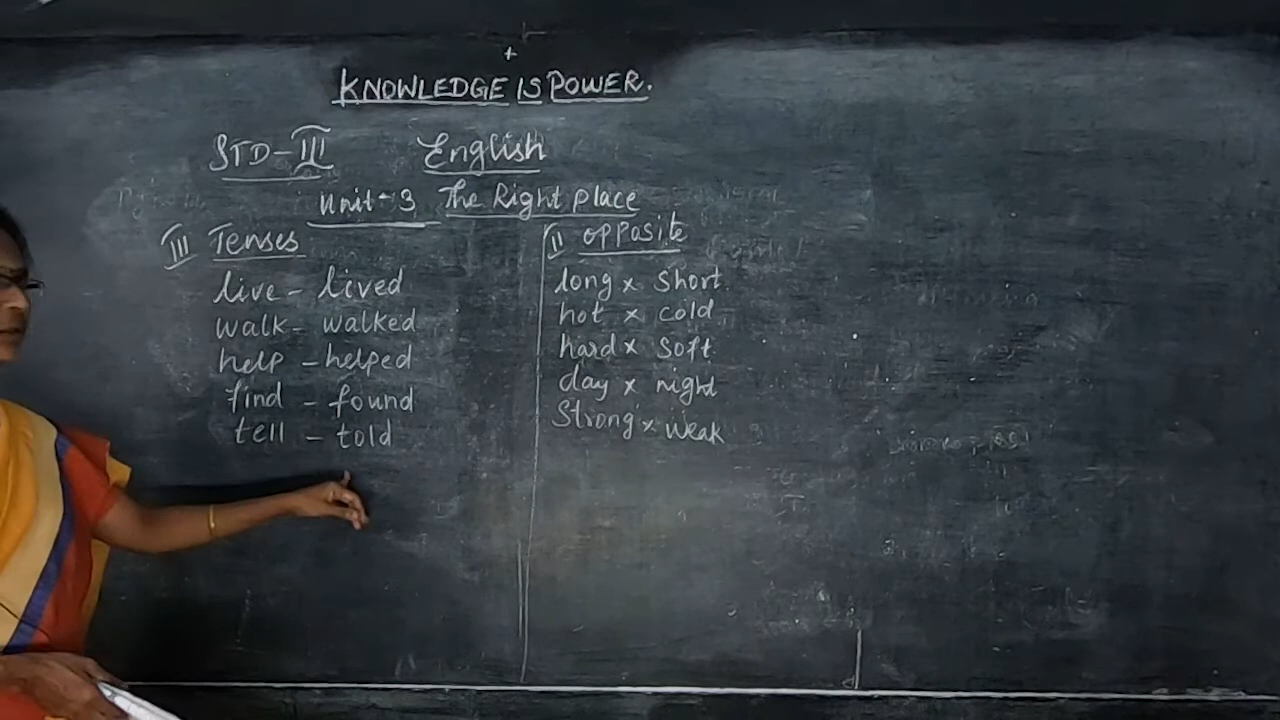 KNOWLEDGE IS POWER.
STD-III English
Unit-3 The Right place
III Tenses
live - lived
walk - walked
help - helped
find - found
tell - told
II opposite
long x short
hot x cold
hard x soft
day x night
Strong x weak